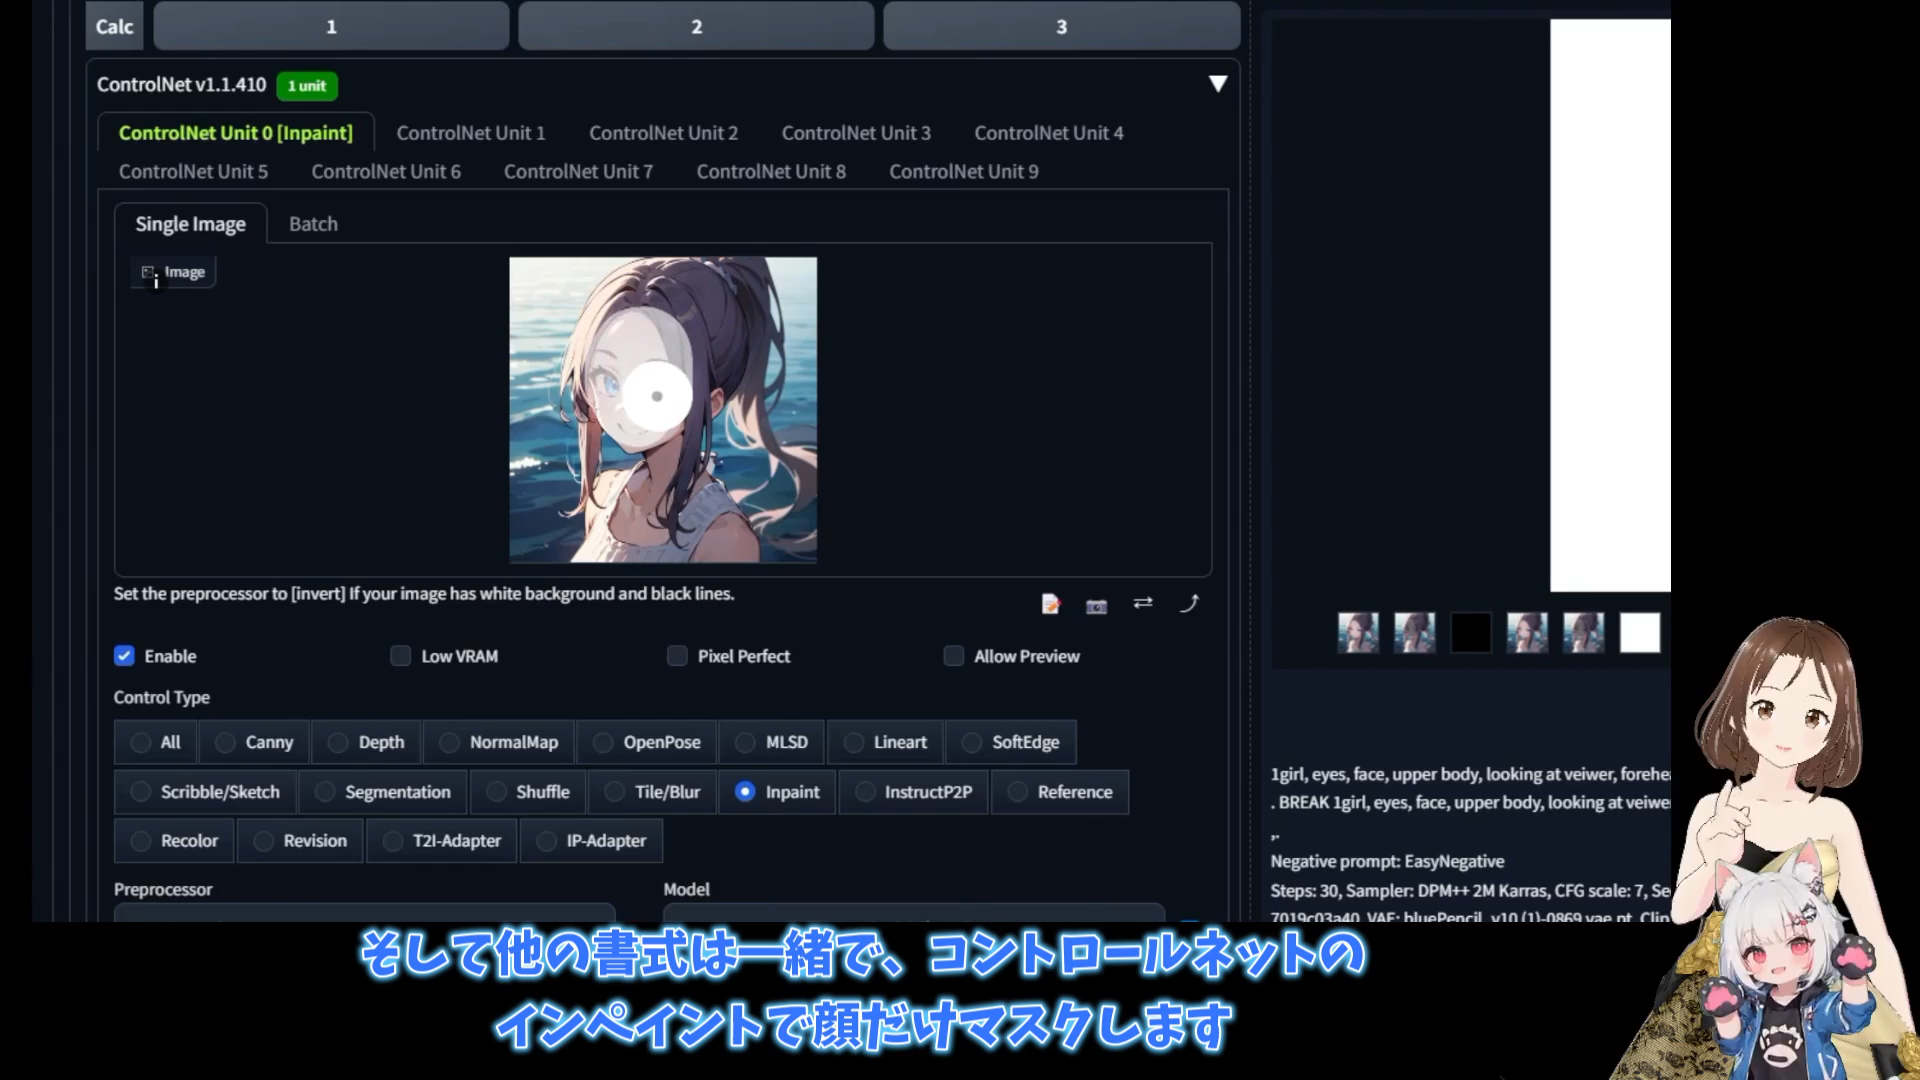 Calc
1
2
3
ControlNet v1.1.410
1 unit
ControlNet Unit 0 [Inpaint]
ControlNet Unit 1
ControlNet Unit 2
ControlNet Unit 3
ControlNet Unit 4
ControlNet Unit 5
ControlNet Unit 6
ControlNet Unit 7
ControlNet Unit 8
ControlNet Unit 9
Single Image
Batch
Image
Set the preprocessor to [invert] If your image has white background and black lines.
Enable
Low VRAM
Pixel Perfect
Allow Preview
Control Type
All
Canny
Depth
NormalMap
OpenPose
MLSD
Lineart
SoftEdge
Scribble/Sketch
Segmentation
Shuffle
Tile/Blur
Inpaint
InstructP2P
Reference
Recolor
Revision
T2I-Adapter
IP-Adapter
Preprocessor
Model
1girl, eyes, face, upper body, looking at veiwer, forehe
. BREAK 1girl, eyes, face, upper body, looking at veiwe
Negative prompt: EasyNegative
Steps: 30, Sampler: DPM++ 2M Karras, CFG scale: 7, Se
7019c03a40, VAE: bluePencil_v10 (1)-0869.vae.pt, Clip
そして他の書式は一緒で、コントロールネットの
インペイントで顔だけマスクします